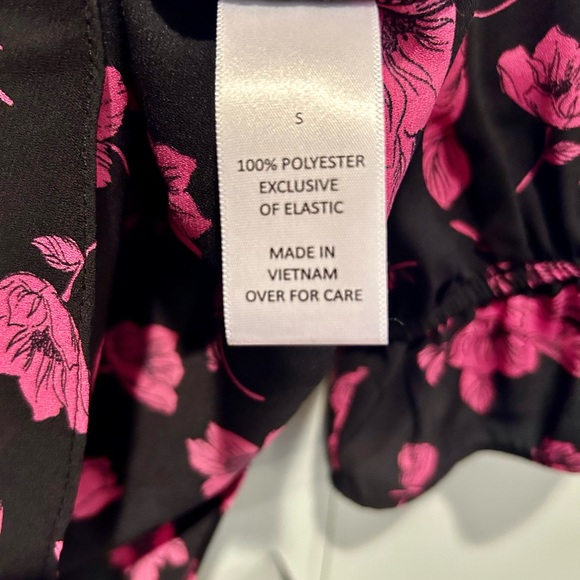 S
100% POLYESTER
EXCLUSIVE
OF ELASTIC
MADE IN
VIETNAM
OVER FOR CARE